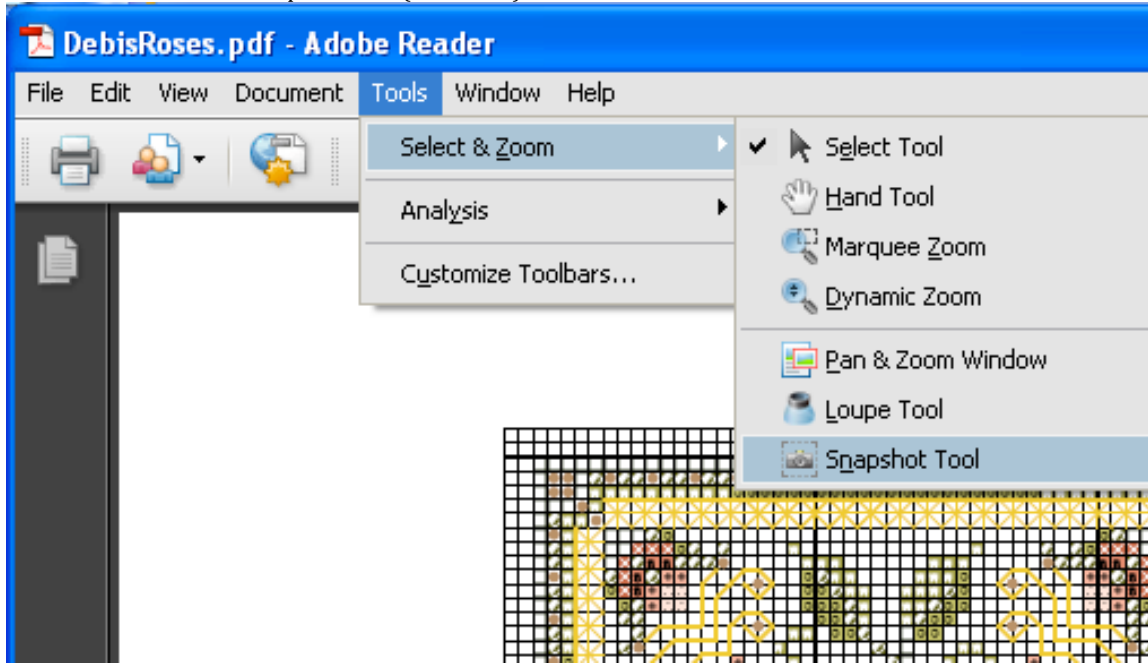 DebisRoses.pdf - Adobe Reader
File Edit View Document Tools Window Help
Select & Zoom
Analysis
Customize Toolbars...
Select Tool
Hand Tool
Marquee Zoom
Dynamic Zoom
Pan & Zoom Window
Loupe Tool
Snapshot Tool